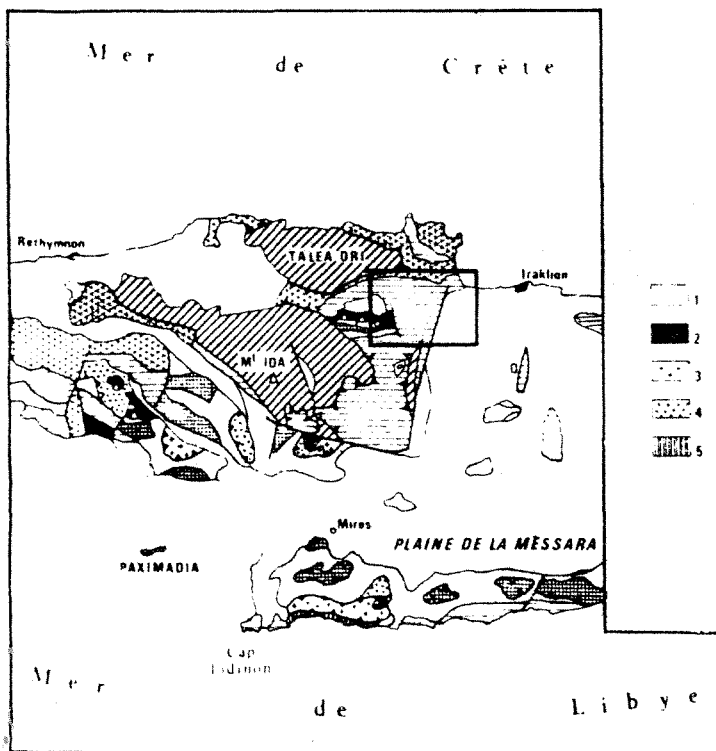 Mer de Crète
Rethymnon
TALEA ORI
Iraklion
1
2
Mt IDA
3
4
5
Mires
PLAINE DE LA MESSARA
PAXIMADIA
Cap
Mer de Libye